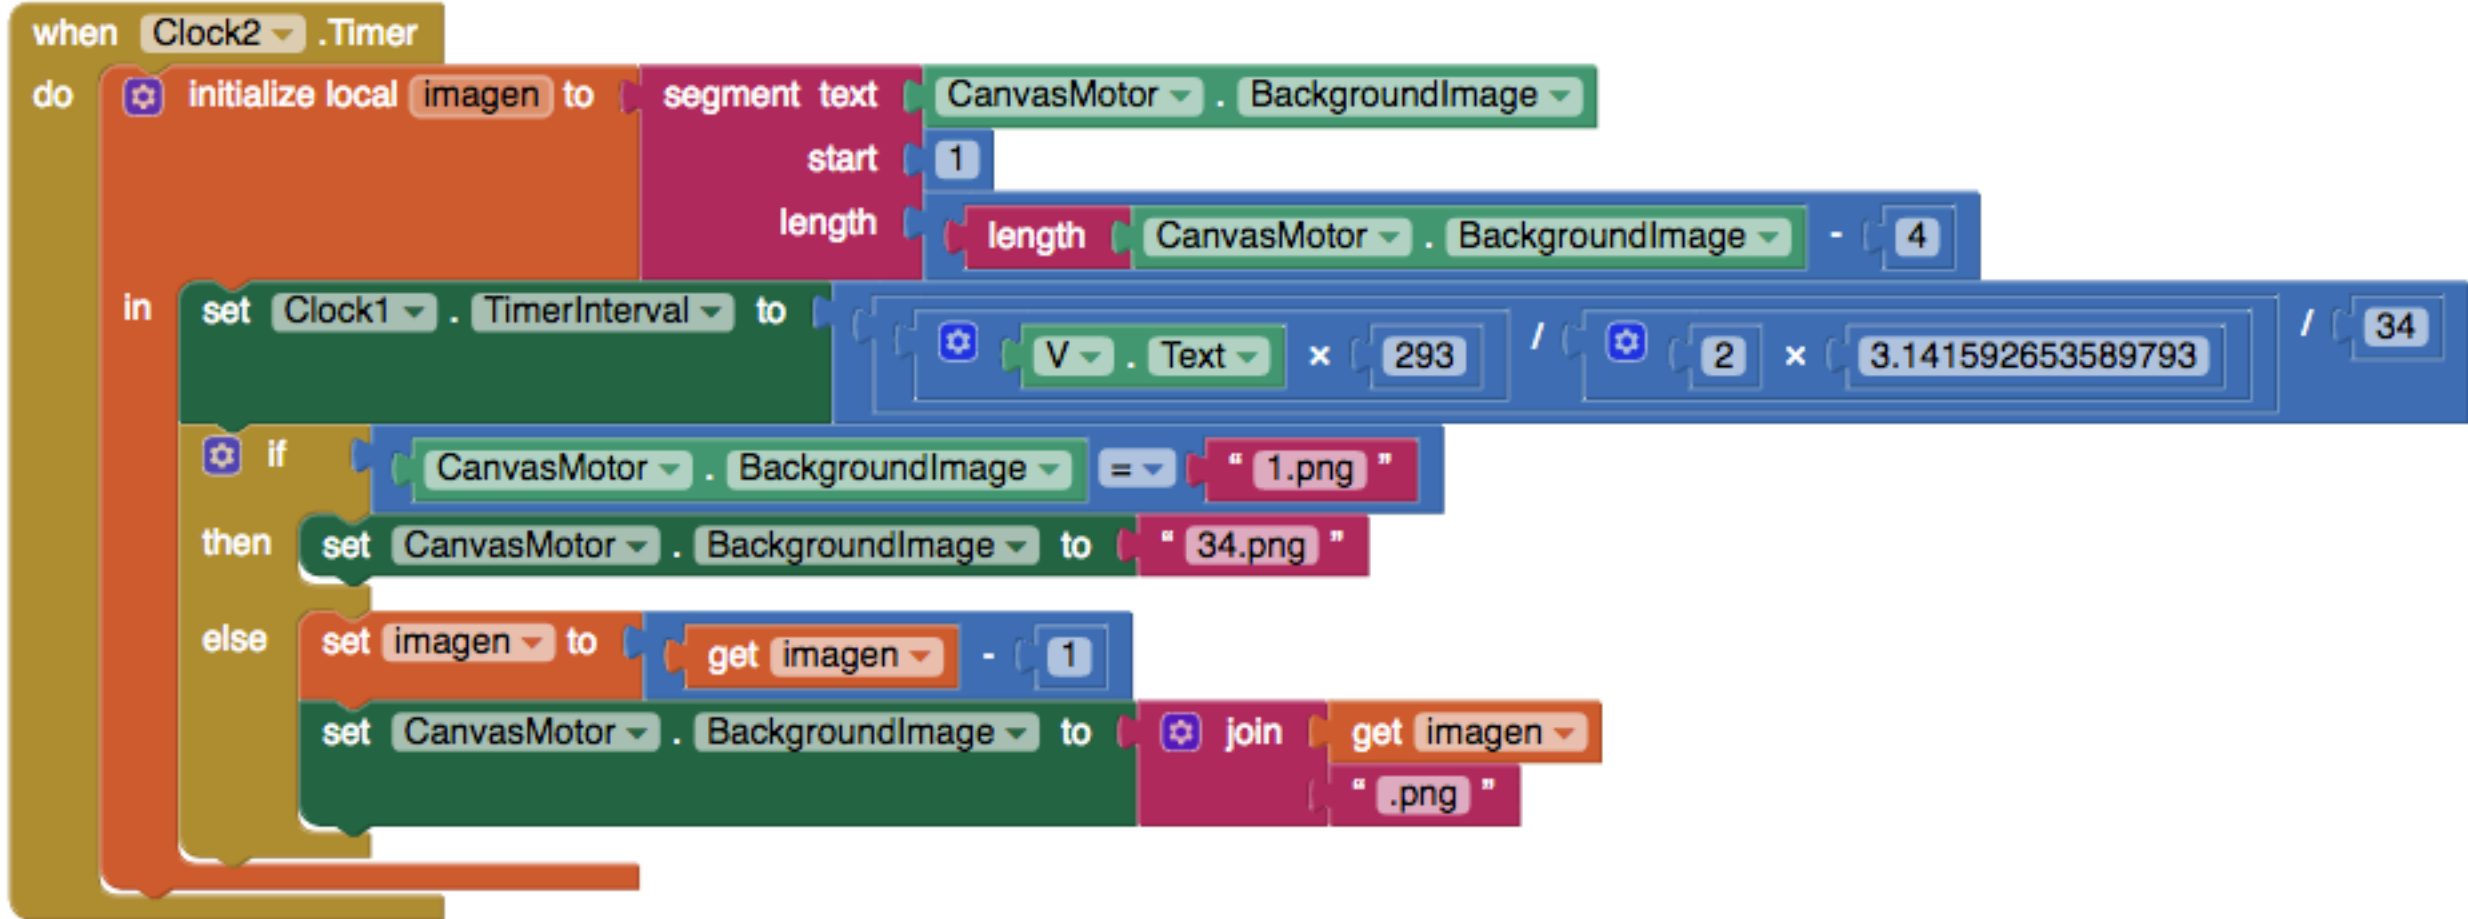 when Clock2 .Timer
do initialize local imagen to segment text CanvasMotor . BackgroundImage
start 1
length length CanvasMotor . BackgroundImage - 4
in set Clock1 . TimerInterval to V . Text × 293 / 2 × 3.141592653589793 / 34
if CanvasMotor . BackgroundImage = “ 1.png ”
then set CanvasMotor . BackgroundImage to “ 34.png ”
else set imagen to get imagen - 1
set CanvasMotor . BackgroundImage to join get imagen
“ .png ”